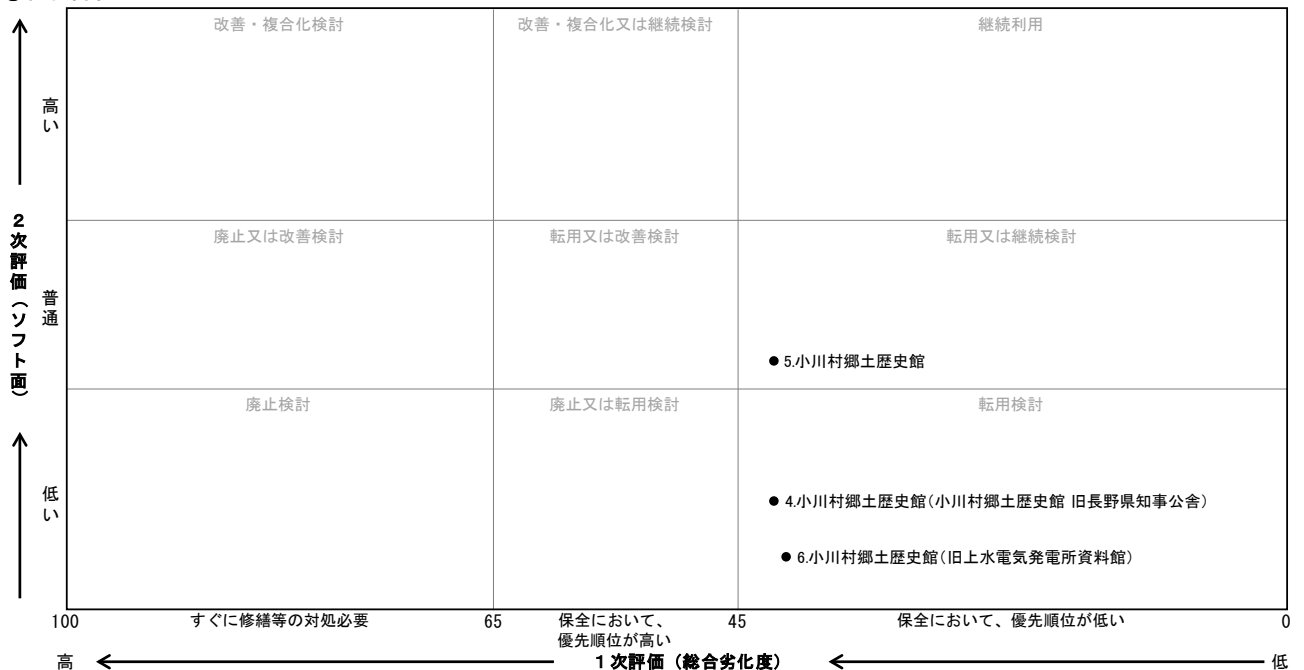 改善・複合化検討
改善・複合化又は継続検討
継続利用
高い
廃止又は改善検討
転用又は改善検討
転用又は継続検討
2次評価(ソフト面)
普通
● 5.小川村郷土歴史館
廃止検討
廃止又は転用検討
転用検討
低い
● 4.小川村郷土歴史館(小川村郷土歴史館 旧長野県知事公舎)
● 6.小川村郷土歴史館(旧上水電気発電所資料館)
100 すぐに修繕等の対処必要 65 保全において、 45 保全において、優先順位が低い 0
優先順位が高い
高 1次評価(総合劣化度) 低